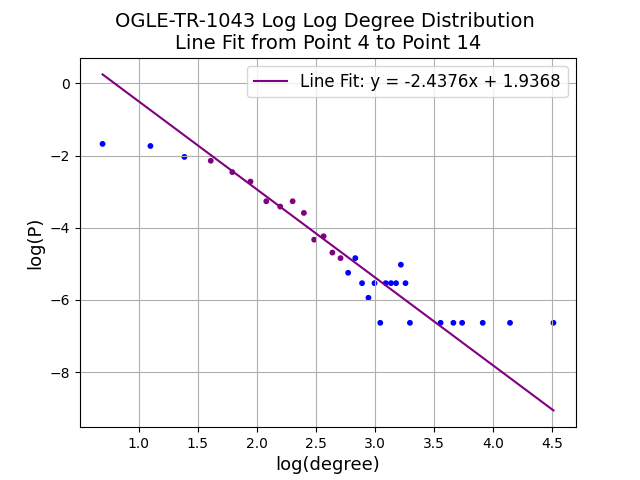 OGLE-TR-1043 Log Log Degree Distribution
Line Fit from Point 4 to Point 14
Line Fit: y = -2.4376x + 1.9368
log(P)
0
−2
−4
−6
−8
1.0 1.5 2.0 2.5 3.0 3.5 4.0 4.5
log(degree)